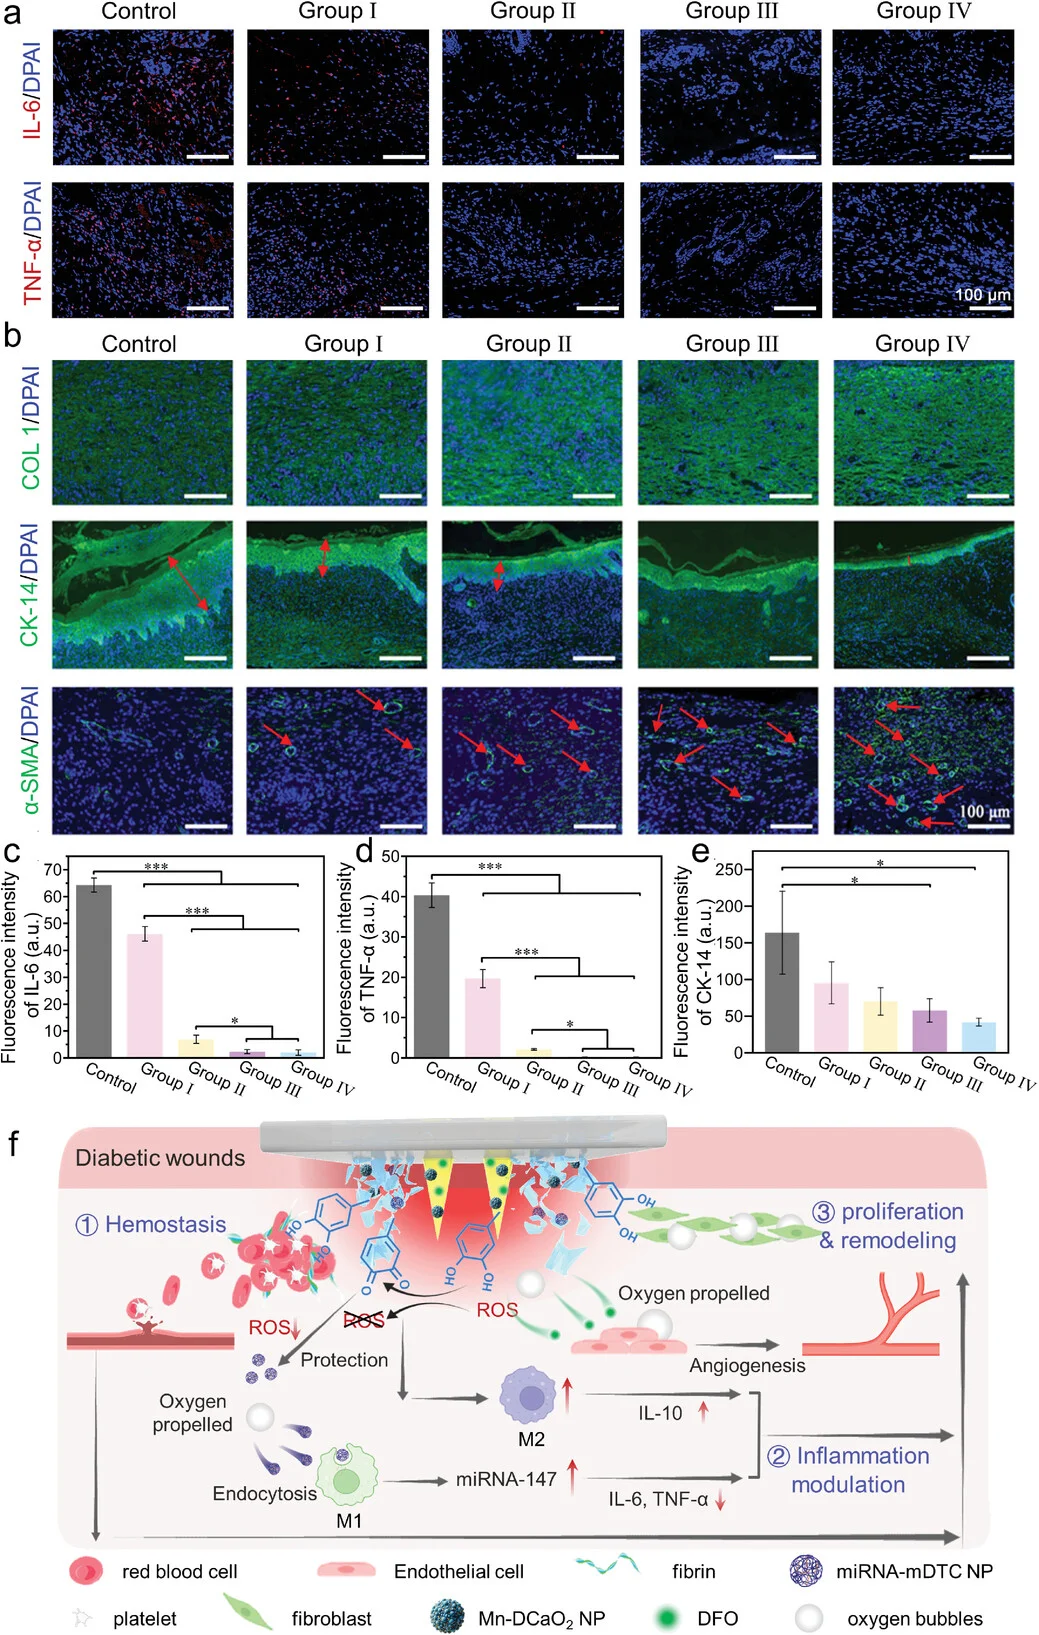 a
Control Group I Group II Group III Group IV
IL-6/DPAI
TNF-α/DPAI
100 μm
b
Control Group I Group II Group III Group IV
COL 1/DPAI
CK-14/DPAI
α-SMA/DPAI
100 μm
c
Fluorescence intensity
of IL-6 (a.u.)
70
60
50
40
30
20
10
0
***
***
*
Control Group I Group II Group III Group IV
d
Fluorescence intensity
of TNF-α (a.u.)
50
40
30
20
10
0
***
***
*
Control Group I Group II Group III Group IV
e
Fluorescence intensity
of CK-14 (a.u.)
250
200
150
100
50
0
*
*
Control Group I Group II Group III Group IV
f
Diabetic wounds
① Hemostasis
HO
HO
O
O
HO
OH
OH
OH
③ proliferation
& remodeling
ROS
ROS
ROS
Protection
Oxygen propelled
Angiogenesis
Oxygen
propelled
Endocytosis
M1
M2
IL-10
miRNA-147
IL-6, TNF-α
② Inflammation
modulation
red blood cell Endothelial cell fibrin miRNA-mDTC NP
platelet fibroblast Mn-DCaO₂ NP DFO oxygen bubbles